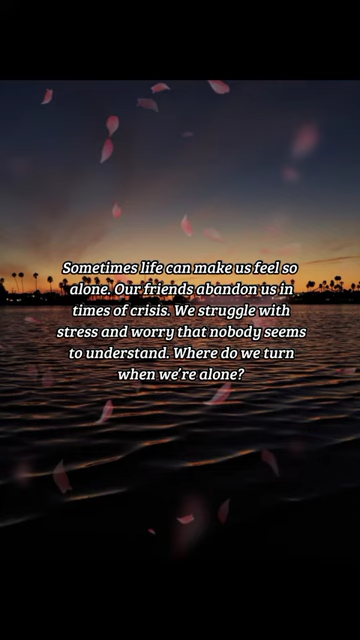 Sometimes life can make us feel so
alone. Our friends abandon us in
times of crisis. We struggle with
stress and worry that nobody seems
to understand. Where do we turn
when we're alone?